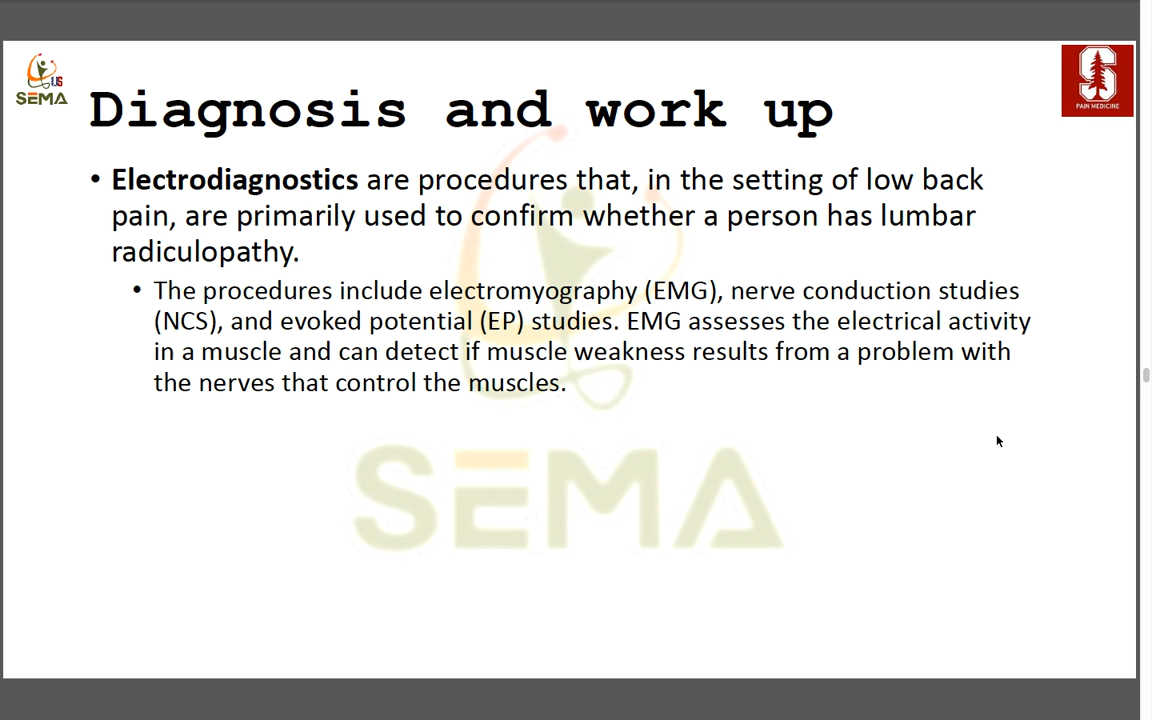 US
SEMA
S
PAIN MEDICINE
Diagnosis and work up
• Electrodiagnostics are procedures that, in the setting of low back
pain, are primarily used to confirm whether a person has lumbar
radiculopathy.
• The procedures include electromyography (EMG), nerve conduction studies
(NCS), and evoked potential (EP) studies. EMG assesses the electrical activity
in a muscle and can detect if muscle weakness results from a problem with
the nerves that control the muscles.
SEMA